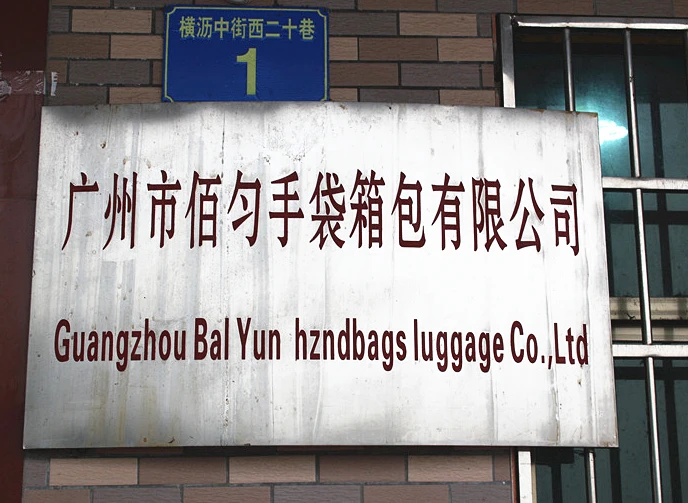 横沥中街西二十巷
1
广州市佰匀手袋箱包有限公司
Guangzhou Bal Yun hzndbags luggage Co.,Ltd